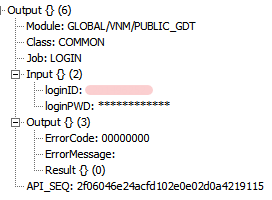 Output {} (6)
Module: GLOBAL/VNM/PUBLIC_GDT
Class: COMMON
Job: LOGIN
Input {} (2)
loginID:
loginPWD: ************
Output {} (3)
ErrorCode: 00000000
ErrorMessage:
Result {} (0)
API_SEQ: 2f06046e24acfd102e0e02d0a4219115